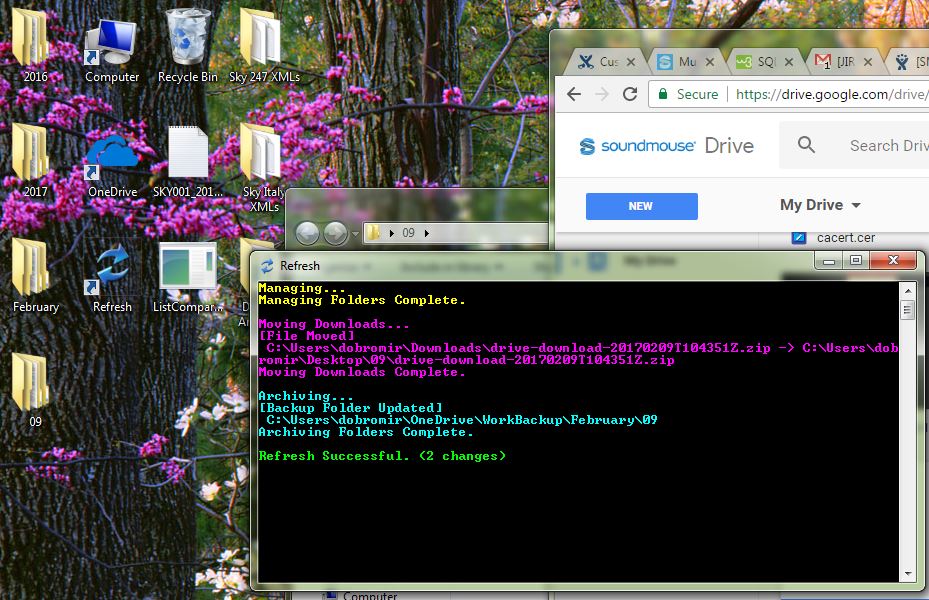 2016
Computer
Recycle Bin
Sky 247 XMLs
2017
OneDrive
SKY001_201...
Sky Italy
XMLs
February
Refresh
ListCompar...
09
Cus
Mu
SQ
[JIR
[SM
Secure
https://drive.google.com/drive/
soundmouse Drive
Search Driv
NEW
My Drive
cacert.cer
09
Refresh
Managing...
Managing Folders Complete.
Moving Downloads...
[File Moved]
C:\Users\dobromir\Downloads\drive-download-20170209T104351Z.zip -> C:\Users\dob
romir\Desktop\09\drive-download-20170209T104351Z.zip
Moving Downloads Complete.
Archiving...
[Backup Folder Updated]
C:\Users\dobromir\OneDrive\WorkBackup\February\09
Archiving Folders Complete.
Refresh Successful. (2 changes)
Computer